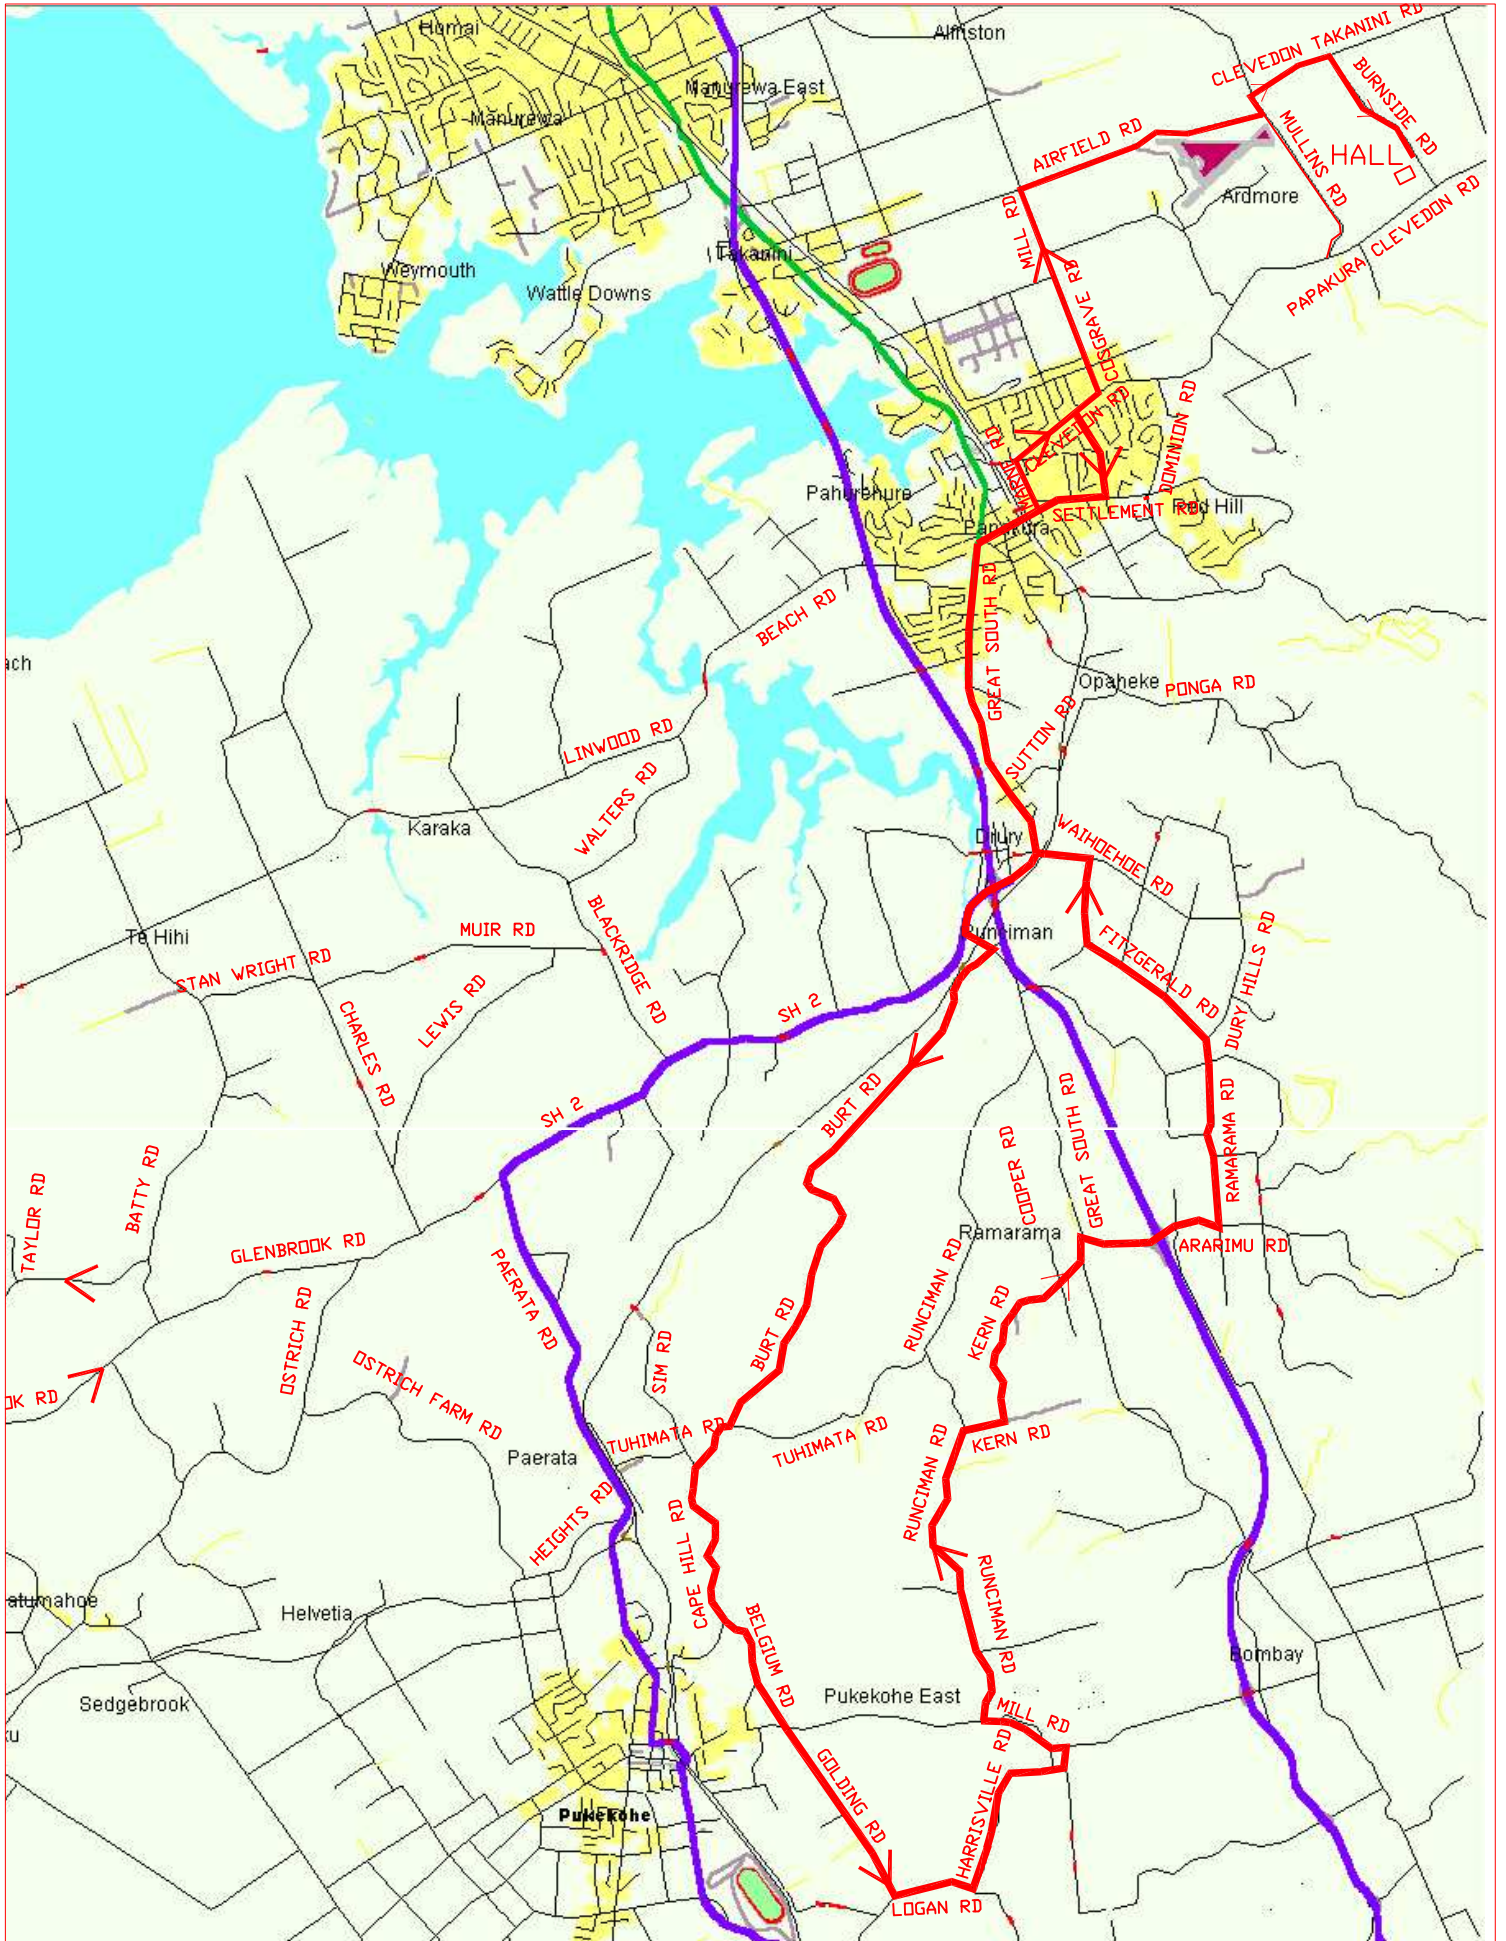 Homai
Alfriston
CLEVEDON TAKANINI RD
Manurewa East
BURNSIDE RD
Manurewa
AIRFIELD RD
MULLINS RD
HALL
Ardmore
MILL RD
PAPAKURA CLEVEDON RD
Takanini
Weymouth
Wattle Downs
COSGRAVE RD
CLEVEDON RD
DOMINION RD
MARNE RD
Pahurehure
SETTLEMENT RD
Red Hill
Papakura
GREAT SOUTH RD
BEACH RD
ach
Opaheke
PONGA RD
SUTTON RD
LINWOOD RD
WALTERS RD
Karaka
Drury
WAIHOEHOE RD
BLACKRIDGE RD
MUIR RD
Te Hihi
Runciman
FITZGERALD RD
DURY HILLS RD
STAN WRIGHT RD
LEWIS RD
CHARLES RD
SH 2
BURT RD
SH 2
GREAT SOUTH RD
RAMARAMA RD
COOPER RD
BATTY RD
TAYLOR RD
GLENBROOK RD
Ramarama
ARARIMU RD
PAERATA RD
RUNCIMAN RD
KERN RD
OSTRICH RD
BURT RD
SIM RD
OSTRICH FARM RD
OK RD
TUHIMATA RD
TUHIMATA RD
KERN RD
Paerata
RUNCIMAN RD
HEIGHTS RD
CAPE HILL RD
RUNCIMAN RD
atumahoe
Helvetia
BELGIUM RD
Bombay
Sedgebrook
Pukekohe East
MILL RD
ku
GOLDING RD
HARRISVILLE RD
Pukekohe
LOGAN RD